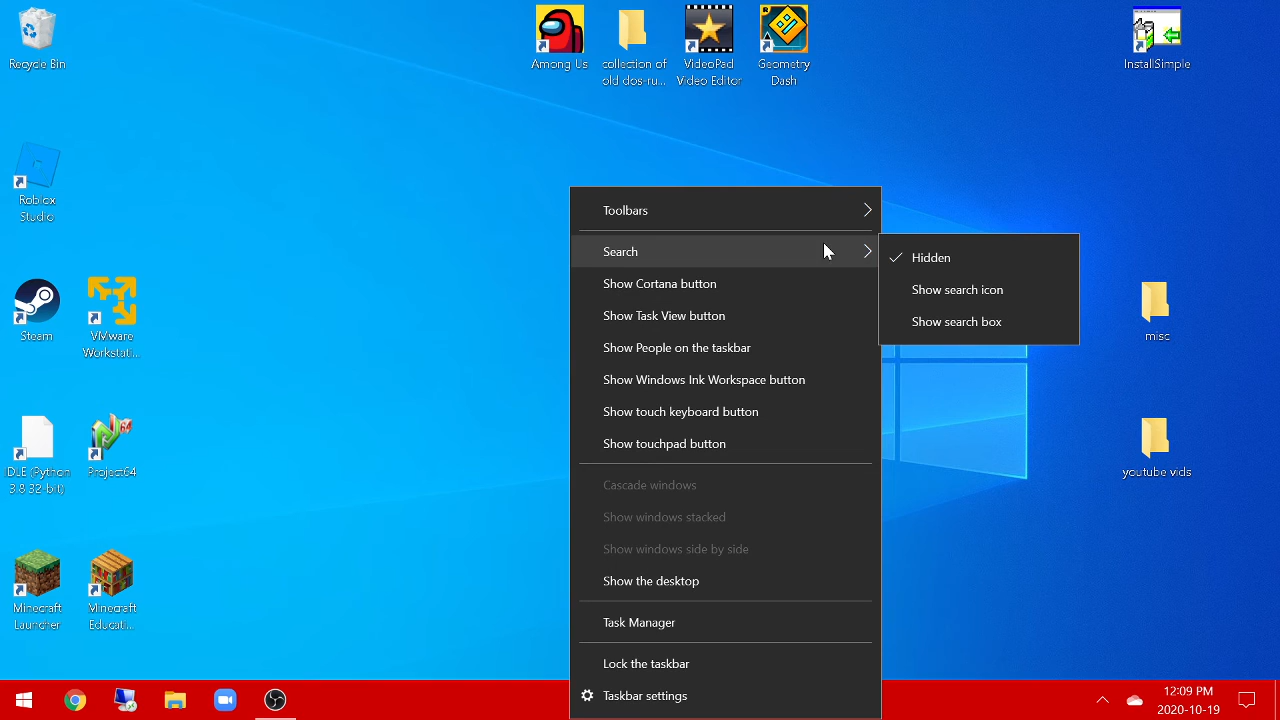 Recycle Bin
Among Us
collection of
old dos-ru...
VideoPad
Video Editor
Geometry
Dash
InstallSimple
Roblox
Studio
Steam
VMware
Workstat...
IDLE (Python
3.8 32-bit)
Project64
Minecraft
Launcher
Minecraft
Educati...
Toolbars
Search
Show Cortana button
Show Task View button
Show People on the taskbar
Show Windows Ink Workspace button
Show touch keyboard button
Show touchpad button
Cascade windows
Show windows stacked
Show windows side by side
Show the desktop
Task Manager
Lock the taskbar
Taskbar settings
Hidden
Show search icon
Show search box
misc
youtube vids
12:09 PM
2020-10-19